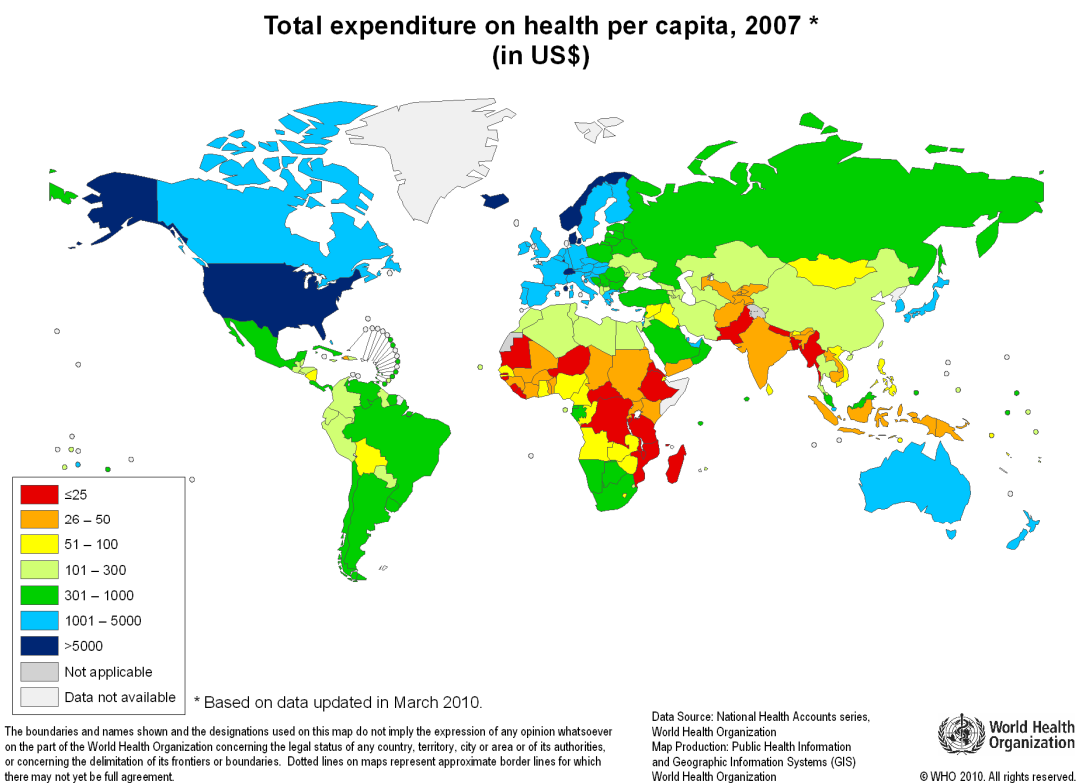 Total expenditure on health per capita, 2007 *
(in US$)
≤25
26 – 50
51 – 100
101 – 300
301 – 1000
1001 – 5000
>5000
Not applicable
Data not available
* Based on data updated in March 2010.
The boundaries and names shown and the designations used on this map do not imply the expression of any opinion whatsoever
on the part of the World Health Organization concerning the legal status of any country, territory, city or area or of its authorities,
or concerning the delimitation of its frontiers or boundaries. Dotted lines on maps represent approximate border lines for which
there may not yet be full agreement.
Data Source: National Health Accounts series,
World Health Organization
Map Production: Public Health Information
and Geographic Information Systems (GIS)
World Health Organization
World Health
Organization
© WHO 2010. All rights reserved.